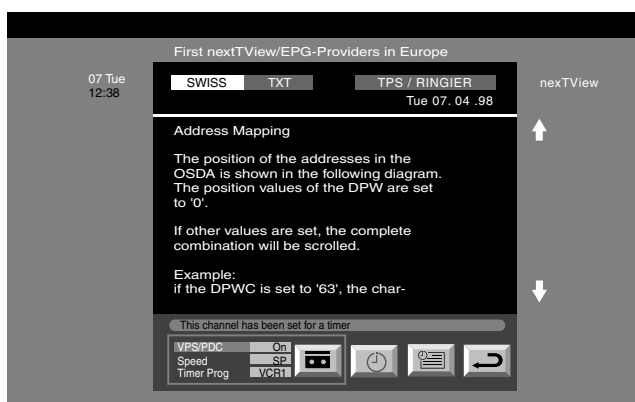 First nextTView/EPG-Providers in Europe
07 Tue
12:38
SWISS TXT TPS / RINGIER
Tue 07. 04 .98
nexTView
Address Mapping
The position of the addresses in the
OSDA is shown in the following diagram.
The position values of the DPW are set
to '0'.
If other values are set, the complete
combination will be scrolled.
Example:
if the DPWC is set to '63', the char-
This channel has been set for a timer
VPS/PDC On
Speed SP
Timer Prog VCR1